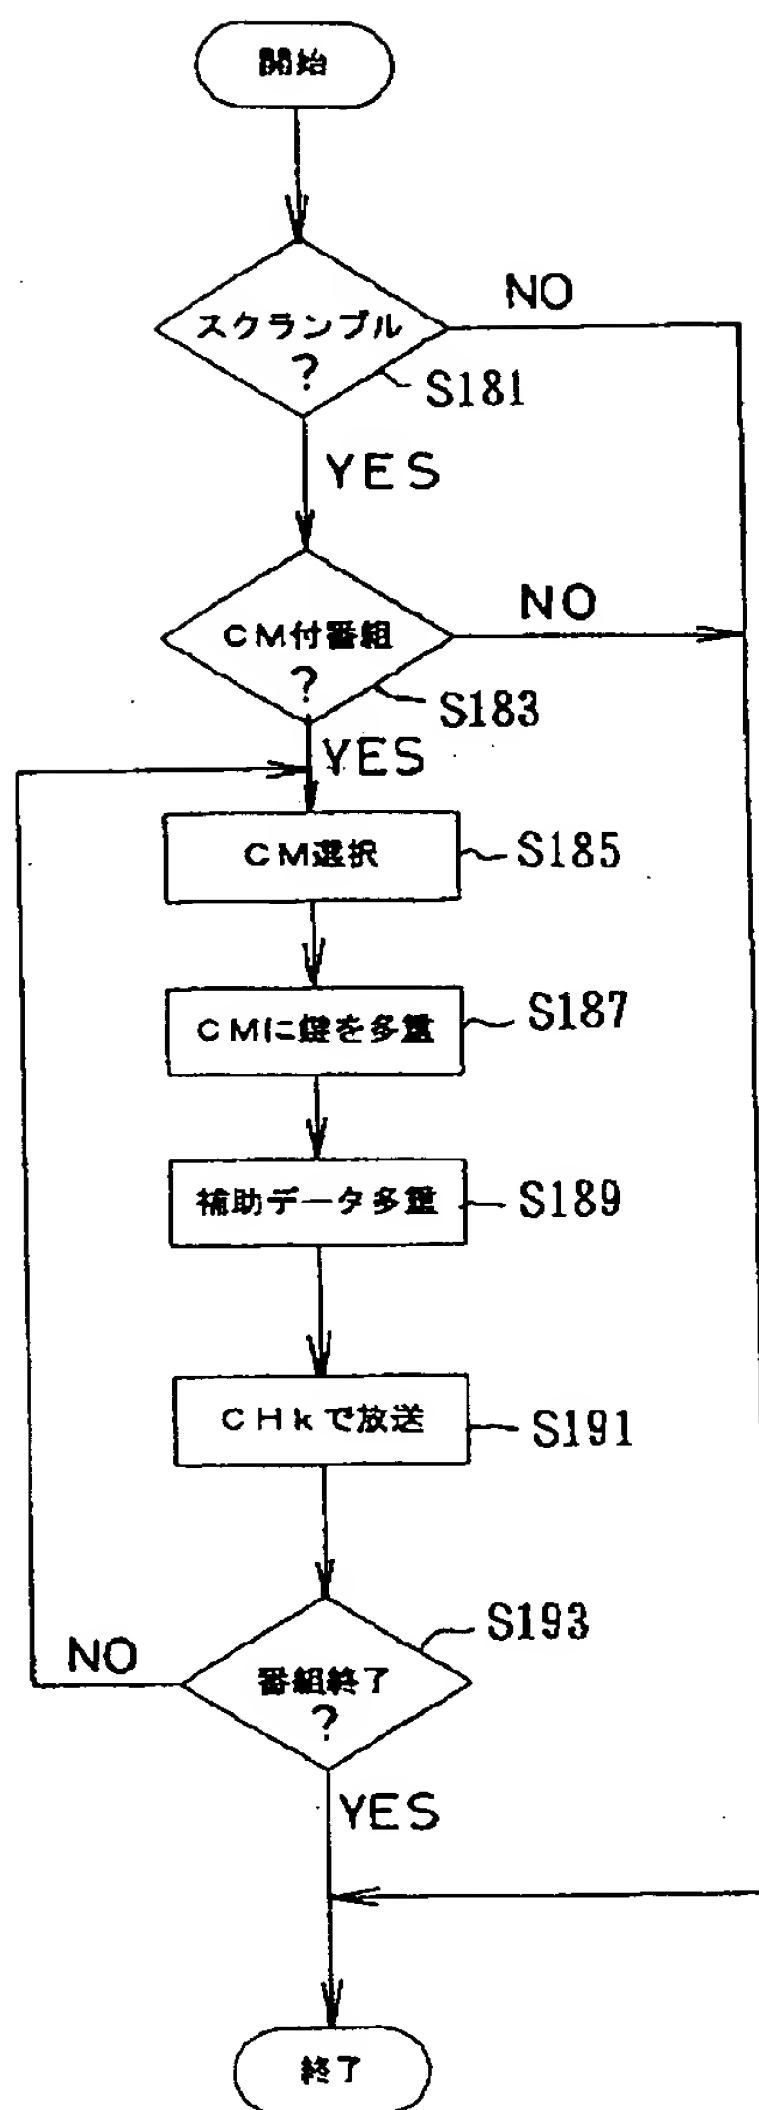 開始
スクランブル
?
NO
S181
YES
CM付番組
?
NO
S183
YES
CM選択
S185
CMに鍵を多重
S187
補助データ多重
S189
CHkで放送
S191
S193
番組終了
?
NO
YES
終了